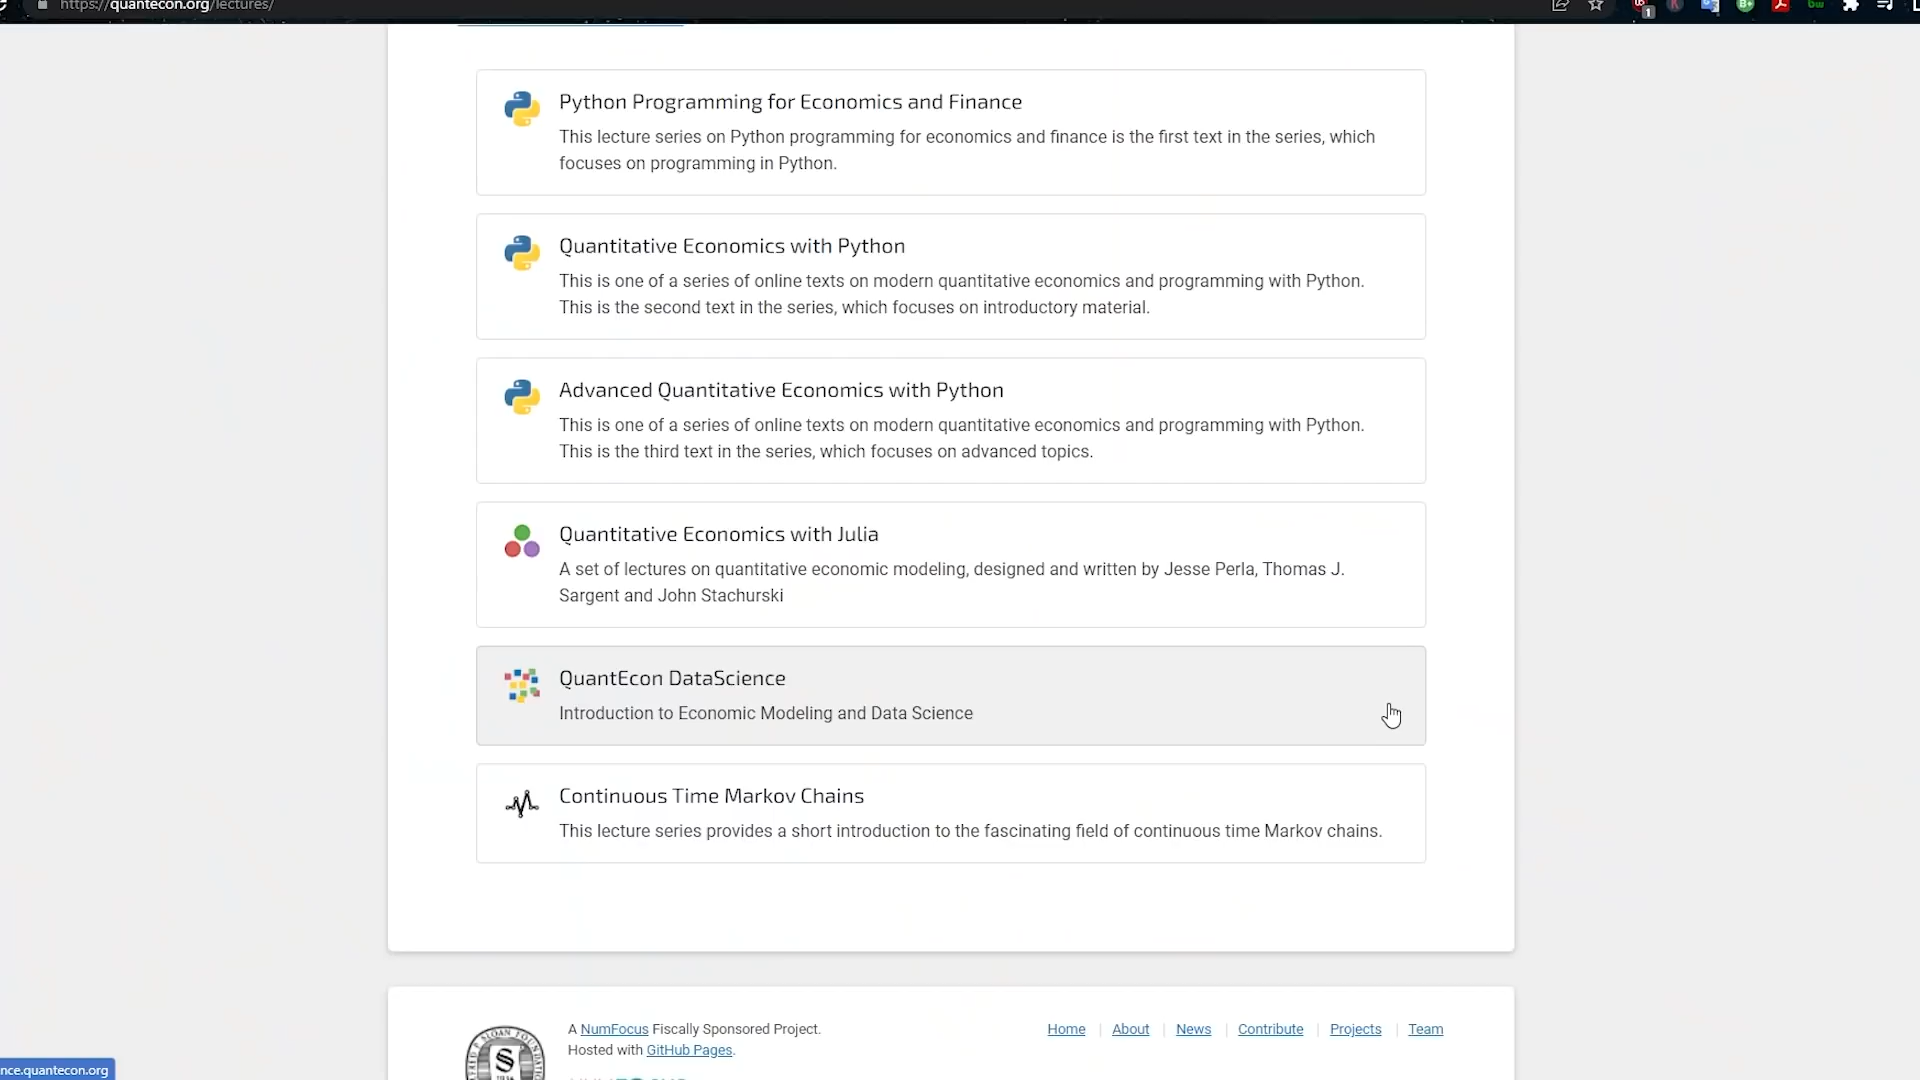 https://quantecon.org/lectures/
1
Python Programming for Economics and Finance
This lecture series on Python programming for economics and finance is the first text in the series, which
focuses on programming in Python.
Quantitative Economics with Python
This is one of a series of online texts on modern quantitative economics and programming with Python.
This is the second text in the series, which focuses on introductory material.
Advanced Quantitative Economics with Python
This is one of a series of online texts on modern quantitative economics and programming with Python.
This is the third text in the series, which focuses on advanced topics.
Quantitative Economics with Julia
A set of lectures on quantitative economic modeling, designed and written by Jesse Perla, Thomas J.
Sargent and John Stachurski
QuantEcon DataScience
Introduction to Economic Modeling and Data Science
Continuous Time Markov Chains
This lecture series provides a short introduction to the fascinating field of continuous time Markov chains.
A NumFocus Fiscally Sponsored Project.
Hosted with GitHub Pages.
Home | About | News | Contribute | Projects | Team
nce.quantecon.org